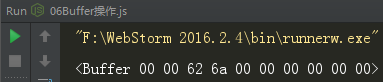 Run 06Buffer操作.js
"F:\WebStorm 2016.2.4\bin\runnerw.exe"
<Buffer 00 00 62 6a 00 00 00 00 00 00>